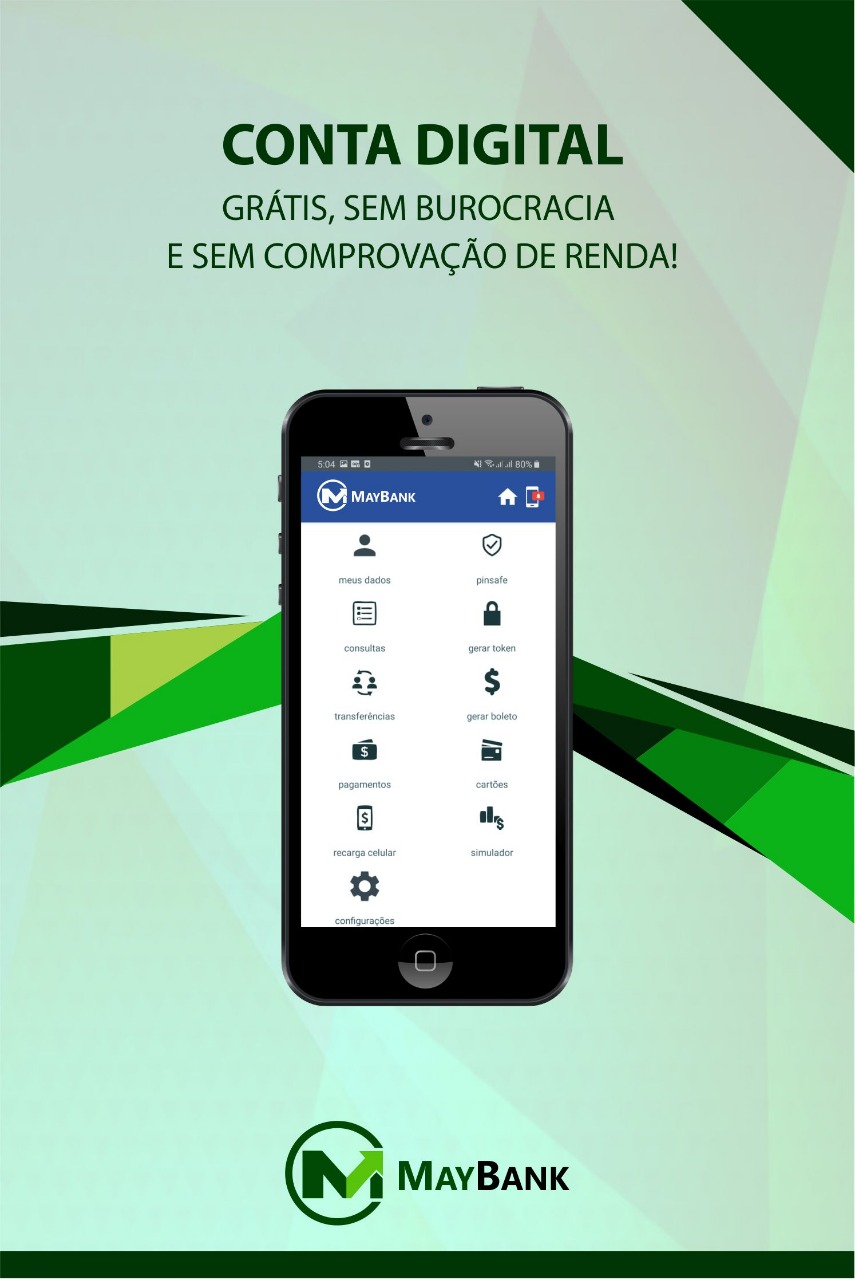 CONTA DIGITAL
GRÁTIS, SEM BUROCRACIA
E SEM COMPROVAÇÃO DE RENDA!
5:04 80%
MAYBANK
meus dados pinsafe
consultas gerar token
transferências gerar boleto
pagamentos cartões
recarga celular simulador
configurações
MAYBANK